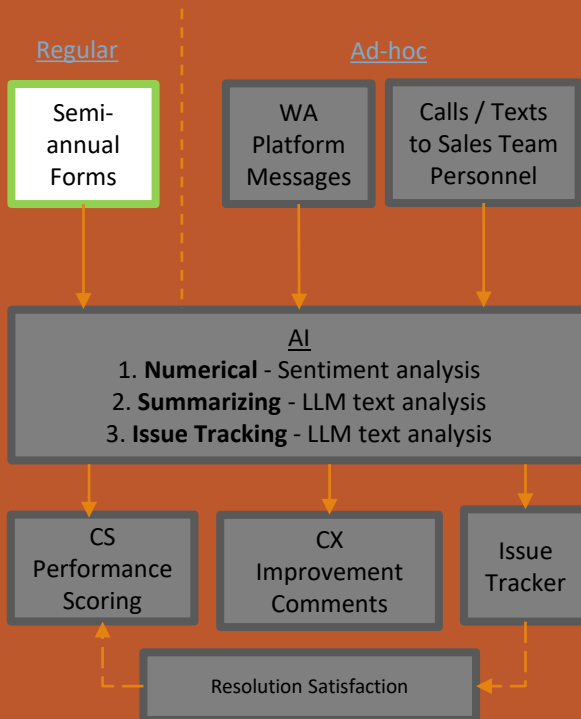 Regular
Ad-hoc
Semi-
annual
Forms
WA
Platform
Messages
Calls / Texts
to Sales Team
Personnel
AI
1. Numerical - Sentiment analysis
2. Summarizing - LLM text analysis
3. Issue Tracking - LLM text analysis
CS
Performance
Scoring
CX
Improvement
Comments
Issue
Tracker
Resolution Satisfaction